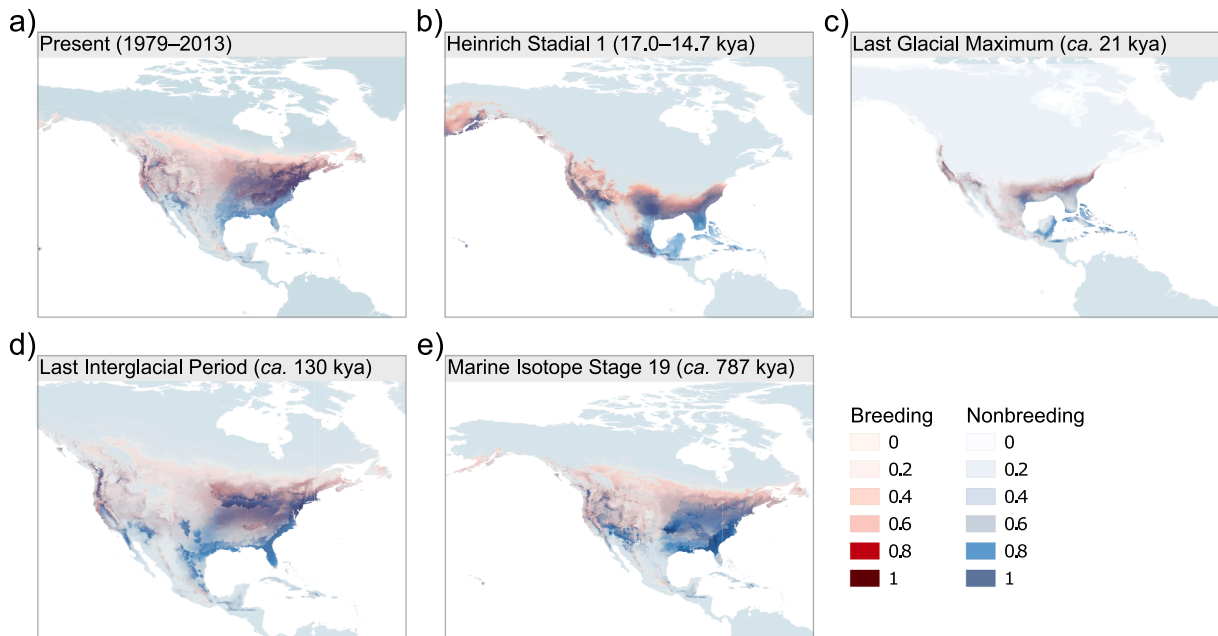 a)
Present (1979–2013)
b)
Heinrich Stadial 1 (17.0–14.7 kya)
c)
Last Glacial Maximum (ca. 21 kya)
d)
Last Interglacial Period (ca. 130 kya)
e)
Marine Isotope Stage 19 (ca. 787 kya)
Breeding Nonbreeding
0 0
0.2 0.2
0.4 0.4
0.6 0.6
0.8 0.8
1 1